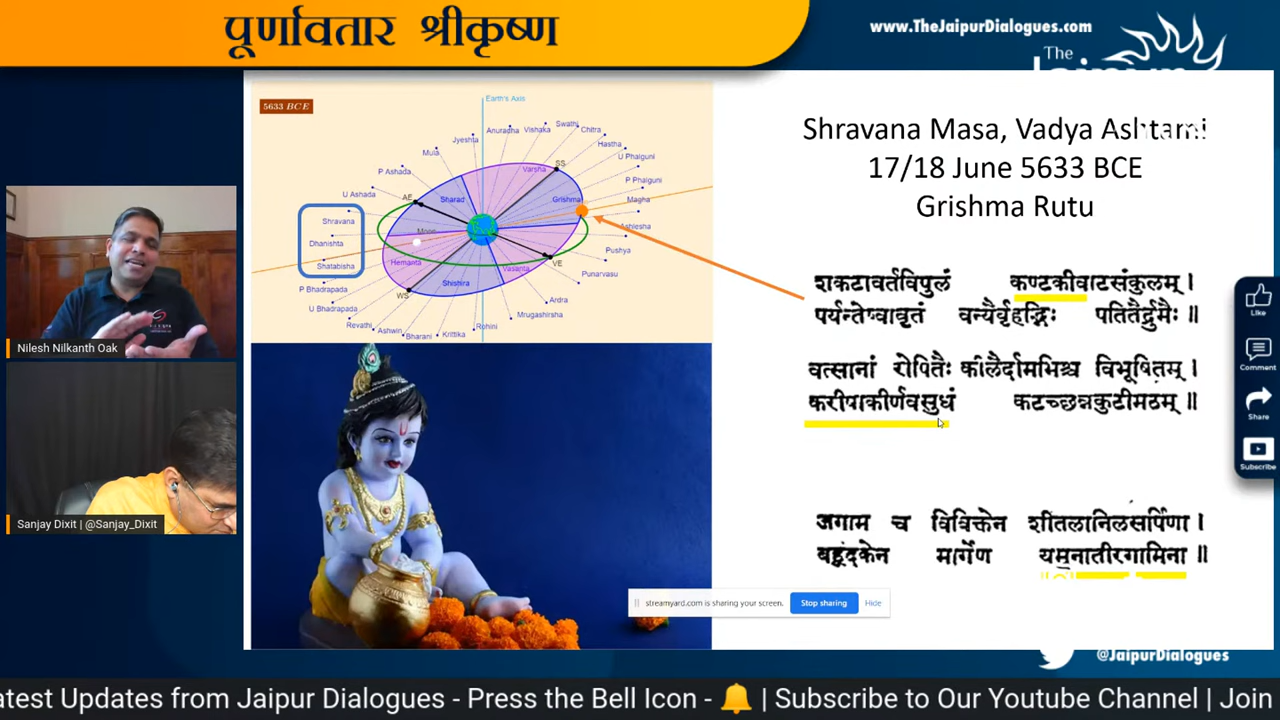 पूर्णावतार श्रीकृष्ण
www.TheJaipurDialogues.com
The
5633 BCE
Earth's Axis
Anuradha
Vishaka
Swathi
Chitra
Jyeshta
Hastha
Mula
U Phalguni
P Ashada
P Phalguni
U Ashada
Magha
Shravana
Ashlesha
Dhanishta
Pushya
Shatabisha
Punarvasu
P Bhadrapada
Ardra
U Bhadrapada
Mrugashirsha
Revathi
Ashwin
Bharani
Krittika
Rohini
SS
Varsha
AE
Sharad
Grishma
Moon
Hemanta
Vasanta
VE
Shishira
WS
Shravana Masa, Vadya Ashtami
17/18 June 5633 BCE
Grishma Rutu
शकटावर्तविपुलं कण्टकीवाटसंकुलम् ।
पर्यन्तेष्वावृतं वन्यैर्बृहद्भिः पतितैर्द्रुमैः ॥
वत्सानां रोपितैः कीलैर्दामभिश्च विभूषितम् ।
करीषाकीर्णवसुधं कटच्छन्नकुटीमठम् ॥
जगाम च विविक्तेन शीतलानिलसर्पिणा ।
बहूदकेन मार्गेण यमुनातीरगामिना ॥
Nilesh Nilkanth Oak
Sanjay Dixit | @Sanjay_Dixit
streamyard.com is sharing your screen.
Stop sharing
Hide
Like
Comment
Share
Subscribe
@JaipurDialogues
atest Updates from Jaipur Dialogues - Press the Bell Icon - 🔔 | Subscribe to Our Youtube Channel | Join